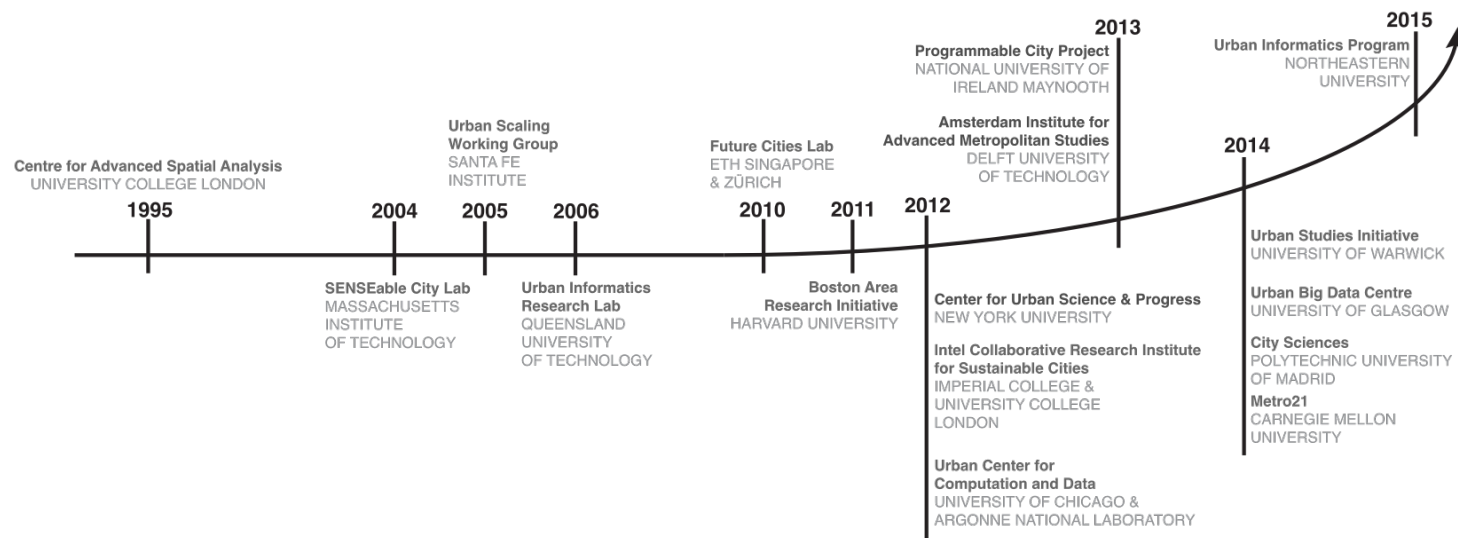 Centre for Advanced Spatial Analysis
UNIVERSITY COLLEGE LONDON
1995
2004
SENSEable City Lab
MASSACHUSETTS
INSTITUTE
OF TECHNOLOGY
Urban Scaling
Working Group
SANTA FE
INSTITUTE
2005
2006
Urban Informatics
Research Lab
QUEENSLAND
UNIVERSITY
OF TECHNOLOGY
Future Cities Lab
ETH SINGAPORE
& ZÜRICH
2010
2011
Boston Area
Research Initiative
HARVARD UNIVERSITY
2012
Center for Urban Science & Progress
NEW YORK UNIVERSITY
Intel Collaborative Research Institute
for Sustainable Cities
IMPERIAL COLLEGE &
UNIVERSITY COLLEGE
LONDON
Urban Center for
Computation and Data
UNIVERSITY OF CHICAGO &
ARGONNE NATIONAL LABORATORY
2013
Programmable City Project
NATIONAL UNIVERSITY OF
IRELAND MAYNOOTH
Amsterdam Institute for
Advanced Metropolitan Studies
DELFT UNIVERSITY
OF TECHNOLOGY
2014
Urban Studies Initiative
UNIVERSITY OF WARWICK
Urban Big Data Centre
UNIVERSITY OF GLASGOW
City Sciences
POLYTECHNIC UNIVERSITY
OF MADRID
Metro21
CARNEGIE MELLON
UNIVERSITY
2015
Urban Informatics Program
NORTHEASTERN
UNIVERSITY